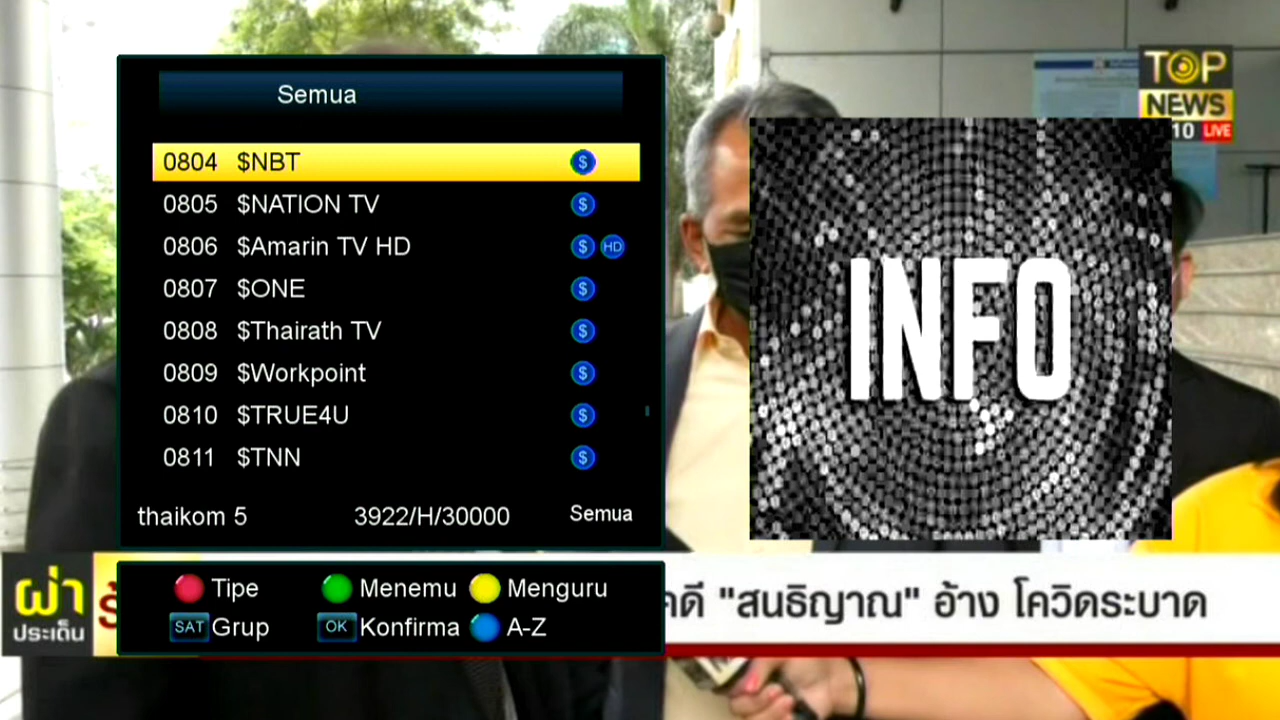 Semua
0804 $NBT $
0805 $NATION TV $
0806 $Amarin TV HD $ HD
0807 $ONE $
0808 $Thairath TV $
0809 $Workpoint $
0810 $TRUE4U $
0811 $TNN $
thaikom 5 3922/H/30000 Semua
Tipe Menemu Menguru
SAT Grup OK Konfirma A-Z
TOP
NEWS
10 LIVE
INFO
ผ่า
ประเด็น
คดี "สนธิญาณ" อ้าง โควิดระบาด